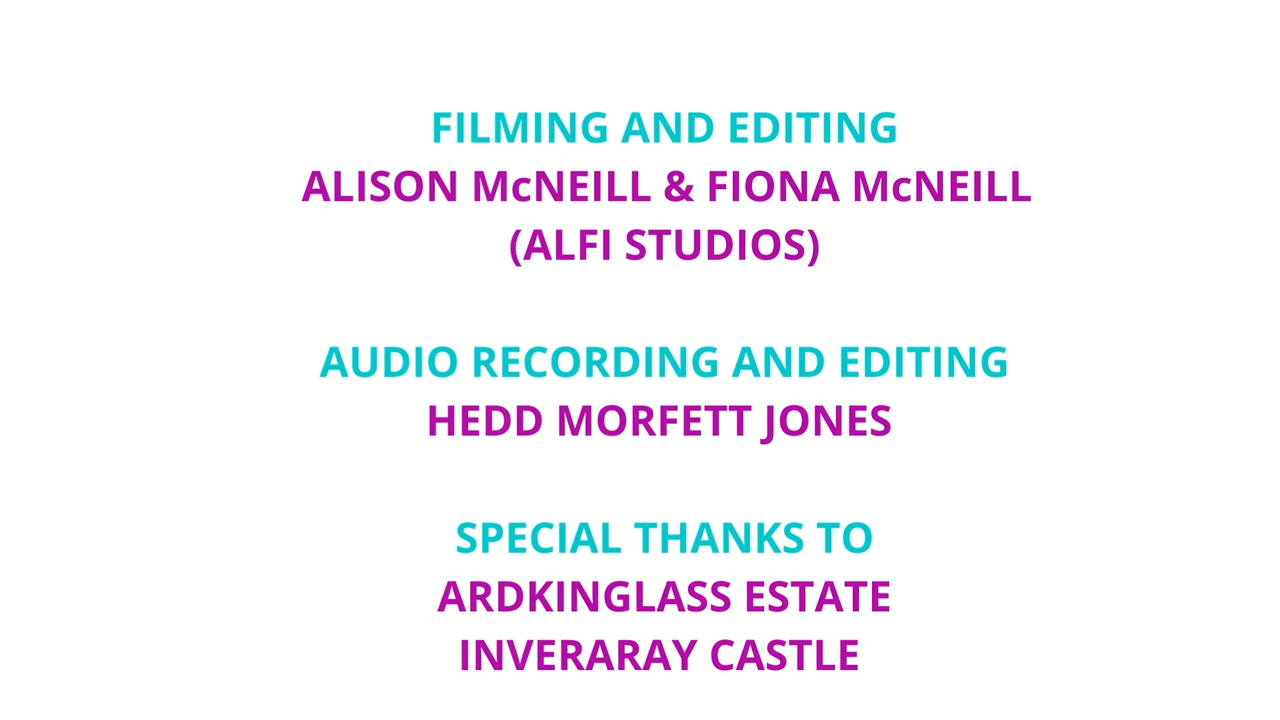 FILMING AND EDITING
ALISON McNEILL & FIONA McNEILL
(ALFI STUDIOS)
AUDIO RECORDING AND EDITING
HEDD MORFETT JONES
SPECIAL THANKS TO
ARDKINGLASS ESTATE
INVERARAY CASTLE